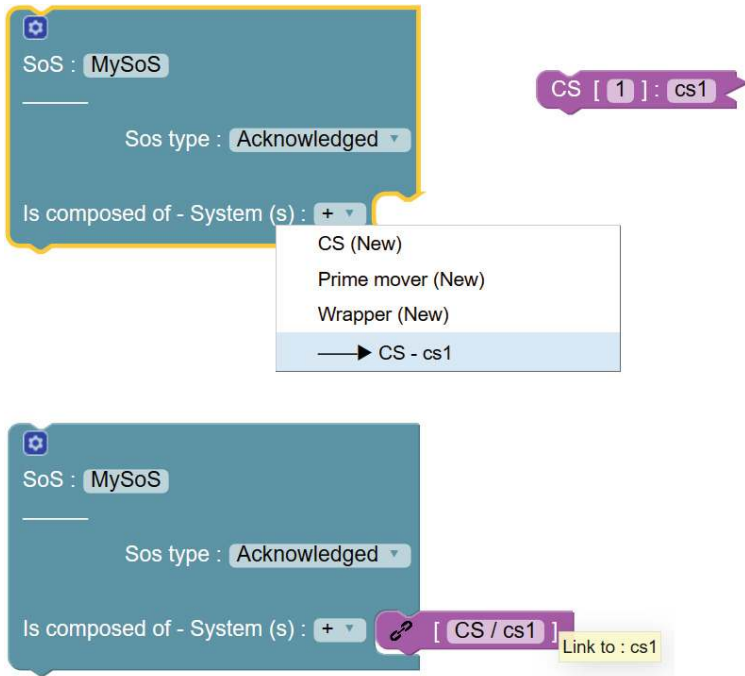 SoS : MySoS
CS [ 1 ] : cs1
Sos type : Acknowledged
Is composed of - System (s) : +
CS (New)
Prime mover (New)
Wrapper (New)
CS - cs1
SoS : MySoS
Sos type : Acknowledged
Is composed of - System (s) : + [ CS / cs1 ]
Link to : cs1